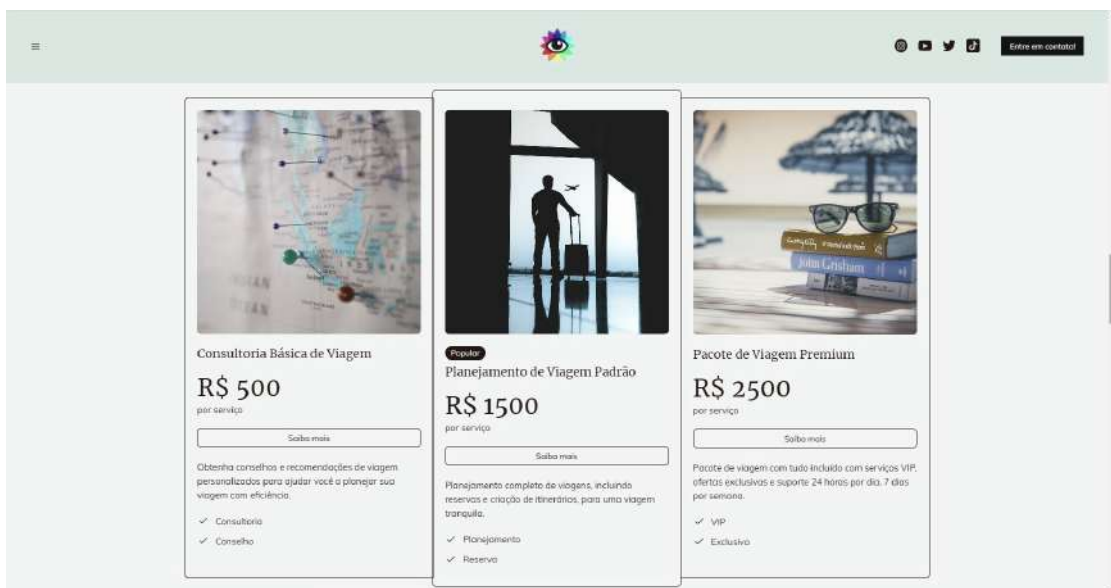 Entre em contato!
Consultoria Básica de Viagem
R$ 500
por serviço
Saiba mais
Obtenha conselhos e recomendações de viagem
personalizados para ajudar você a planejar sua
viagem com eficiência.
Consultoria
Conselho
Popular
Planejamento de Viagem Padrão
R$ 1500
por serviço
Saiba mais
Planejamento completo de viagens, incluindo
reservas e criação de itinerários, para uma viagem
tranquila.
Planejamento
Reserva
John Grisham
Pacote de Viagem Premium
R$ 2500
por serviço
Saiba mais
Pacote de viagem com tudo incluído com serviços VIP,
ofertas exclusivas e suporte 24 horas por dia, 7 dias
por semana.
VIP
Exclusivo